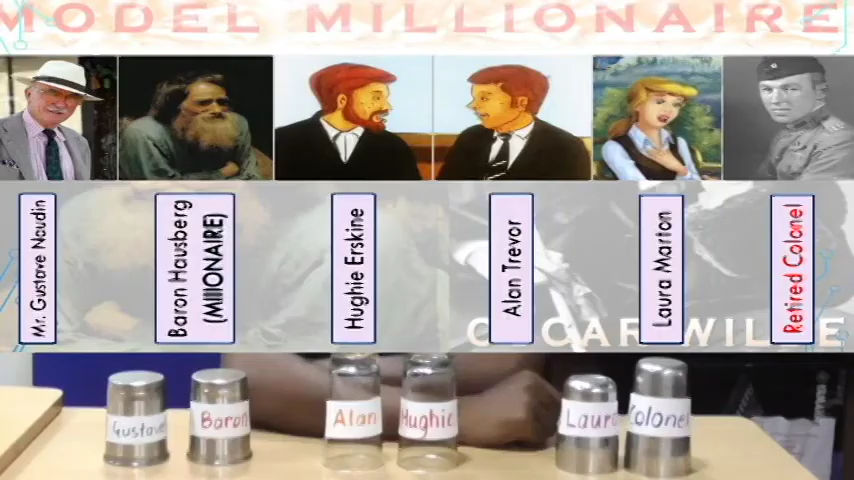 MODEL MILLIONAIRE
Mr. Gustave Naudin
Baron Hausberg
(MIllIONAIRE)
Hughie Erskine
Alan Trevor
Laura Marton
Retired Colonel
OSCAR WILDE
Gustave
Baron
Alan
Hughie
Laura
Colonel